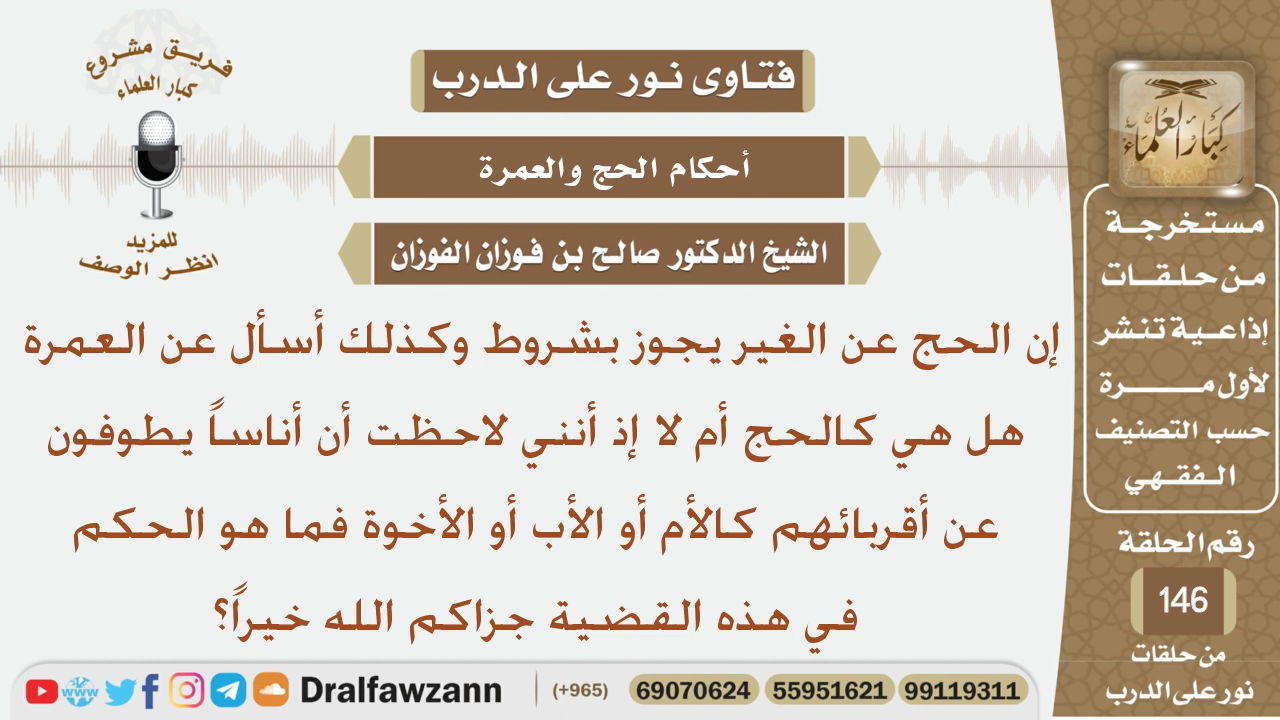 فريق مشروع
كبار العلماء
للمزيد
انظر الوصف
فتاوى نور على الدرب
أحكام الحج والعمرة
الشيخ الدكتور صالح بن فوزان الفوزان
إن الحج عن الغير يجوز بشروط وكذلك أسأل عن العمرة
هل هي كالحج أم لا إذ أنني لاحظت أن أناساً يطوفون
عن أقربائهم كالأم أو الأب أو الأخوة فما هو الحكم
في هذه القضية جزاكم الله خيراً؟
كبار العلماء
مستخرجة
من حلقات
إذاعية تنشر
لأول مرة
حسب التصنيف
الفقهي
رقم الحلقة
146
من حلقات
نور على الدرب
www Dralfawzann (+965) 69070624 55951621 99119311